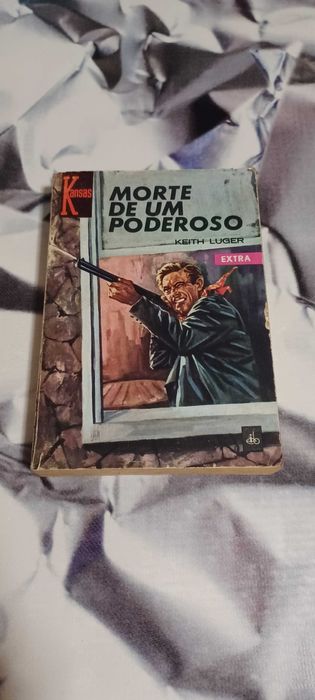 Kansas
MORTE
DE UM
PODEROSO
KEITH LUGER
EXTRA